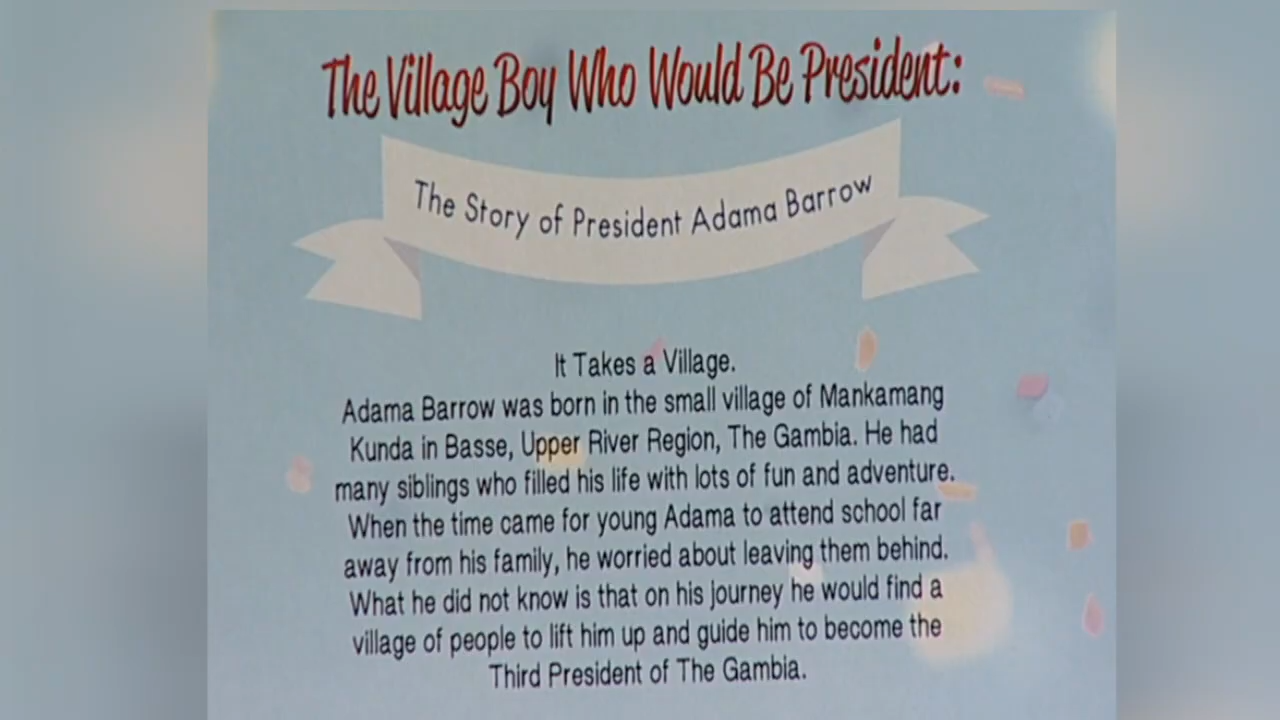 The Village Boy Who Would Be President:
The Story of President Adama Barrow
It Takes a Village.
Adama Barrow was born in the small village of Mankamang
Kunda in Basse, Upper River Region, The Gambia. He had
many siblings who filled his life with lots of fun and adventure.
When the time came for young Adama to attend school far
away from his family, he worried about leaving them behind.
What he did not know is that on his journey he would find a
village of people to lift him up and guide him to become the
Third President of The Gambia.